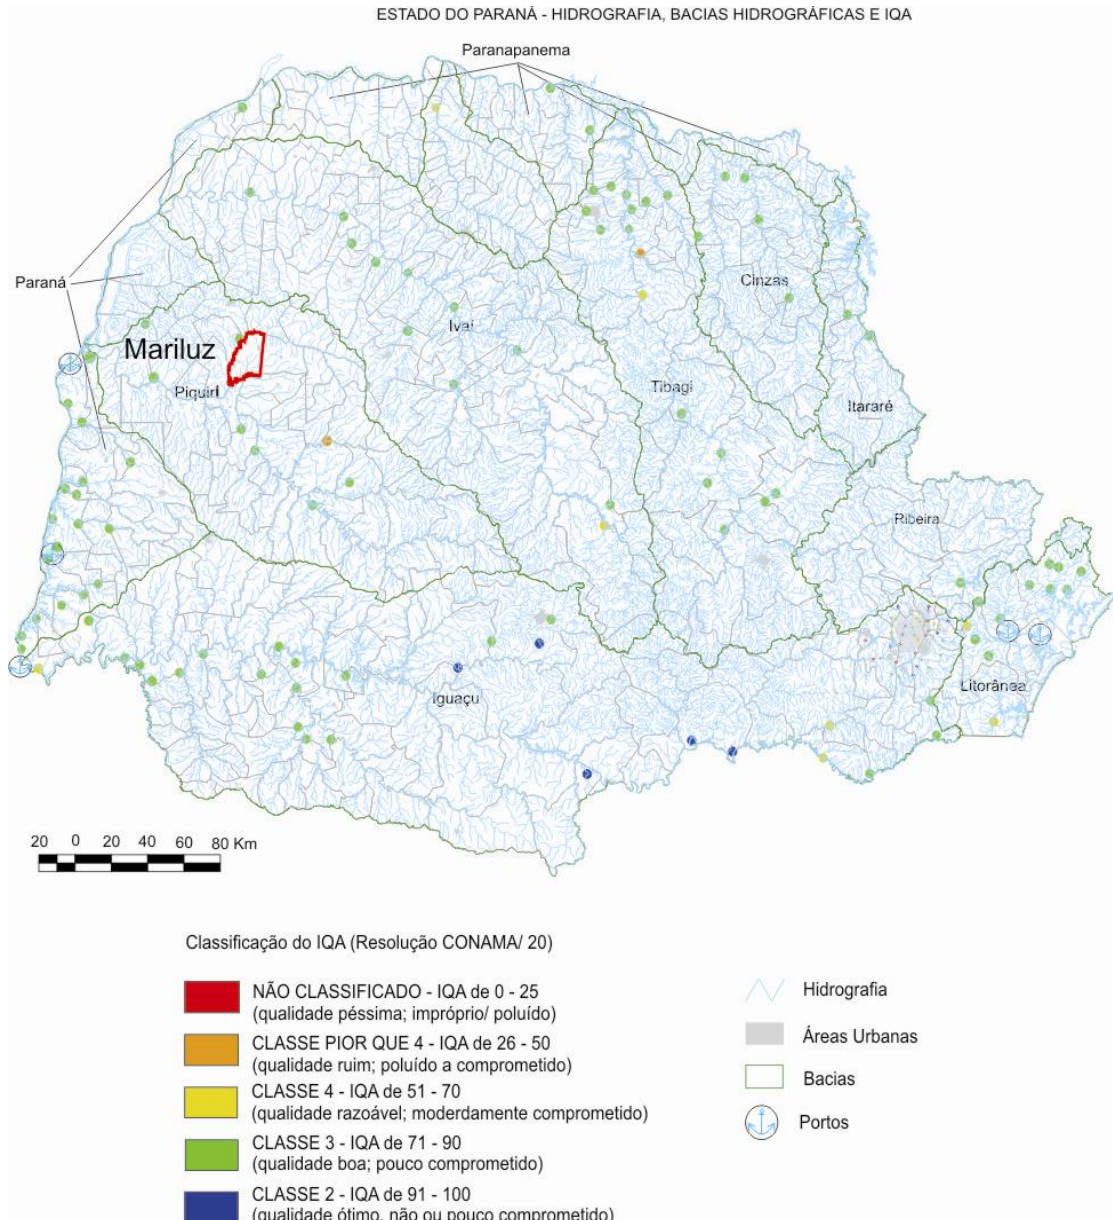 ESTADO DO PARANÁ - HIDROGRAFIA, BACIAS HIDROGRÁFICAS E IQA
Paranapanema
Paraná
Cinzas
Ivaí
Mariluz
Piquirí
Tibagi
Itararé
Ribeira
Iguaçu
Litorânea
20 0 20 40 60 80 Km
Classificação do IQA (Resolução CONAMA/ 20)
NÃO CLASSIFICADO - IQA de 0 - 25
(qualidade péssima; impróprio/ poluído)
CLASSE PIOR QUE 4 - IQA de 26 - 50
(qualidade ruim; poluído a comprometido)
CLASSE 4 - IQA de 51 - 70
(qualidade razoável; moderdamente comprometido)
CLASSE 3 - IQA de 71 - 90
(qualidade boa; pouco comprometido)
CLASSE 2 - IQA de 91 - 100
(qualidade ótimo, não ou pouco comprometido)
Hidrografia
Áreas Urbanas
Bacias
Portos